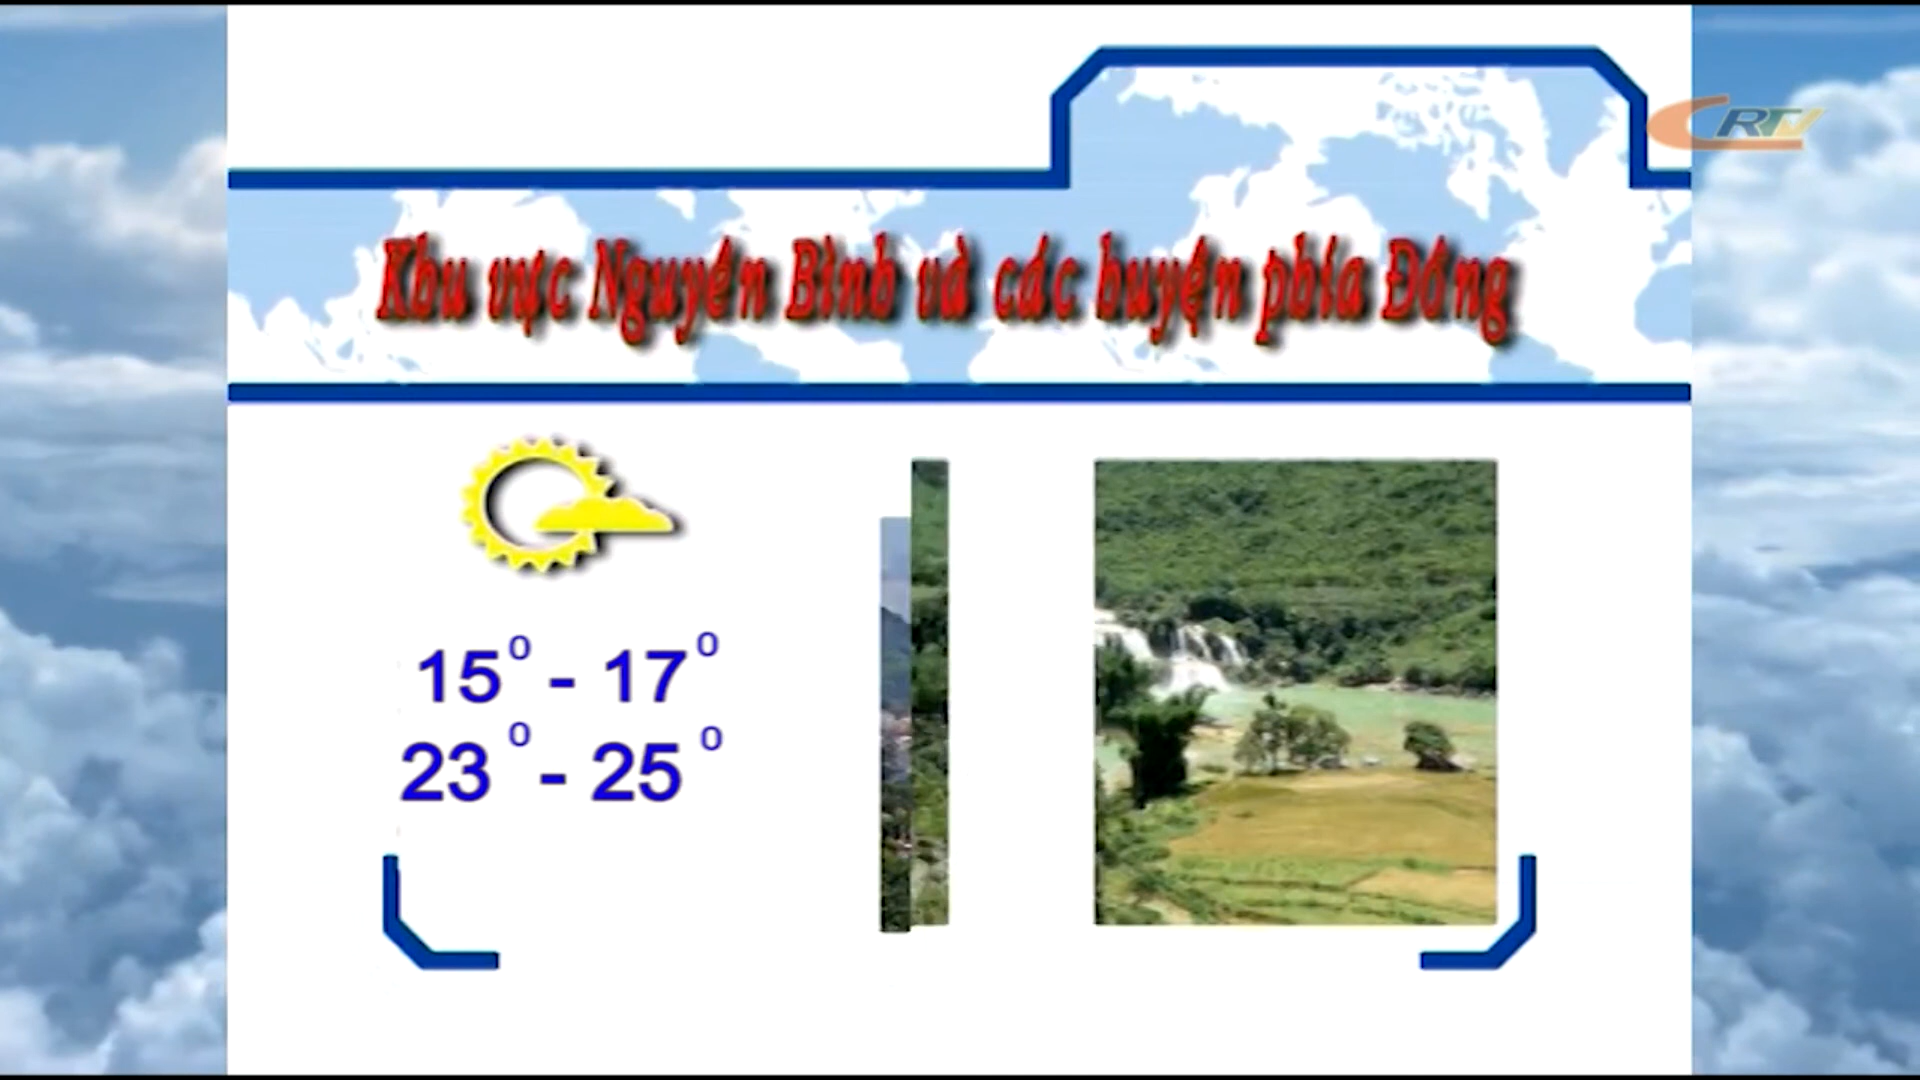 CRTV
Khu vực Nguyên Bình và các huyện phía Đông
15° - 17°
23° - 25°